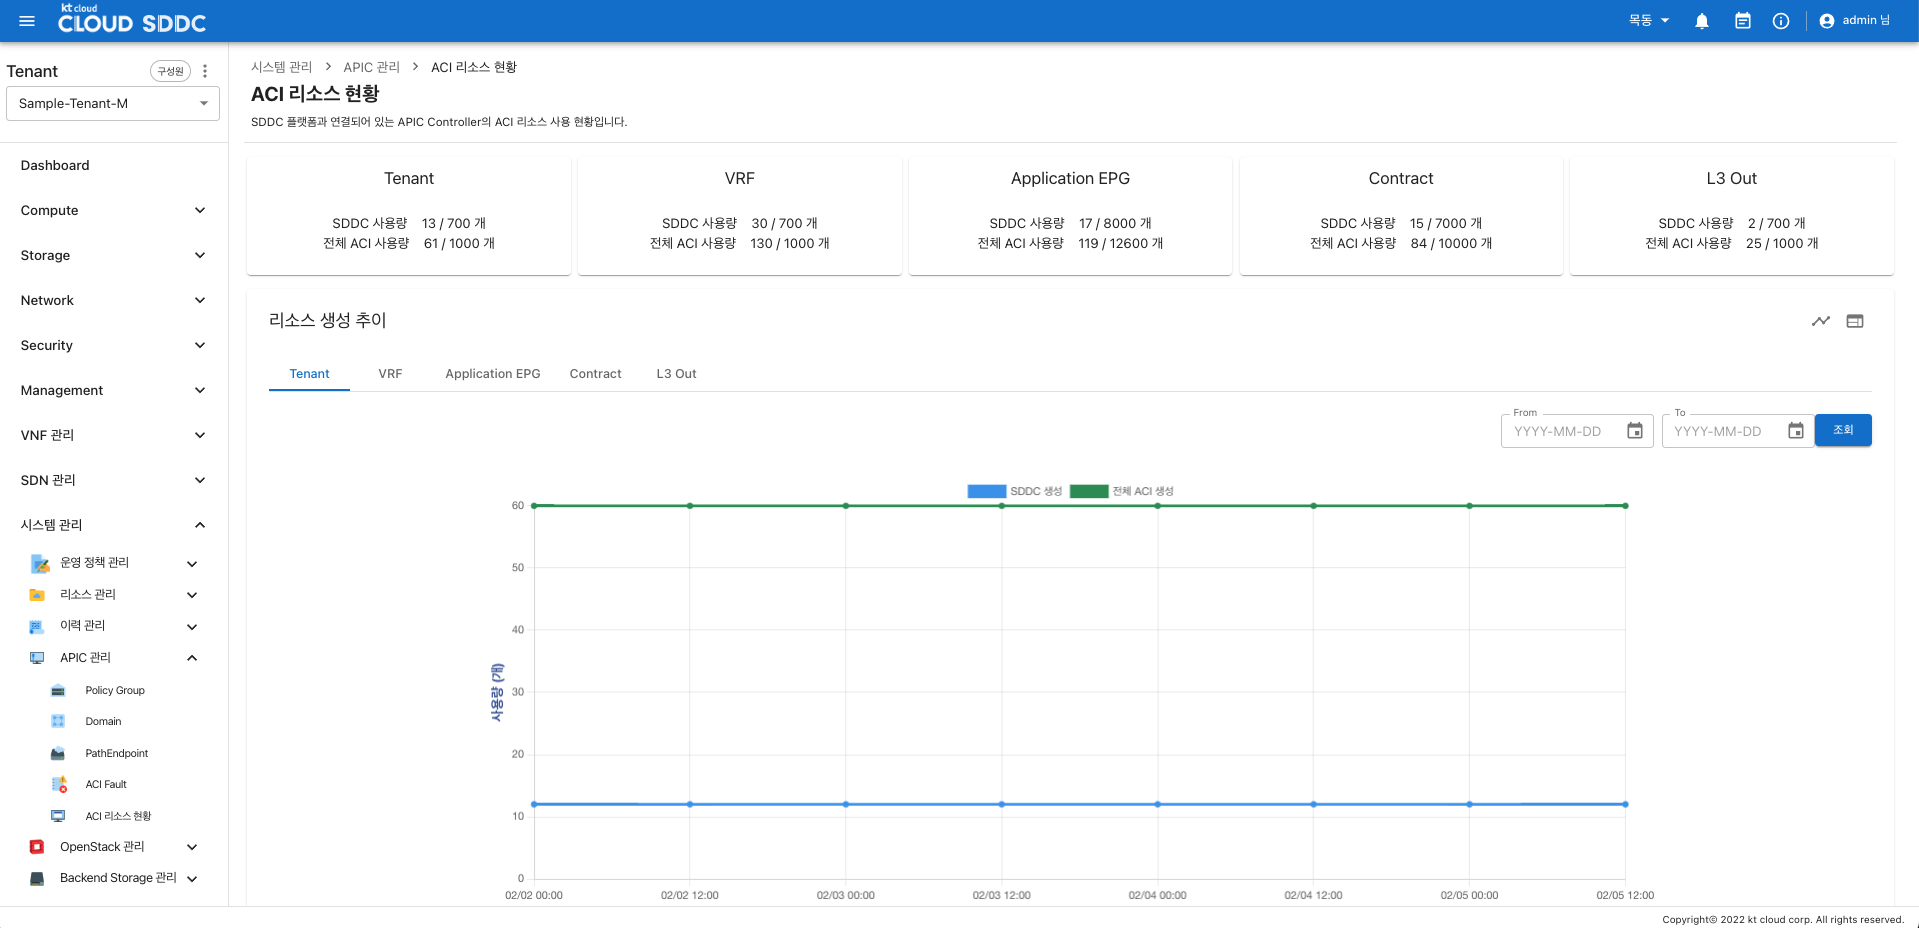 kt cloud
CLOUD SDDC
목동
admin 님
Tenant
구성원
Sample-Tenant-M
Dashboard
Compute
Storage
Network
Security
Management
VNF 관리
SDN 관리
시스템 관리
운영 정책 관리
리소스 관리
이력 관리
APIC 관리
Policy Group
Domain
PathEndpoint
ACI Fault
ACI 리소스 현황
OpenStack 관리
Backend Storage 관리
시스템 관리 > APIC 관리 > ACI 리소스 현황
ACI 리소스 현황
SDDC 플랫폼과 연결되어 있는 APIC Controller의 ACI 리소스 사용 현황입니다.
Tenant
SDDC 사용량 13 / 700 개
전체 ACI 사용량 61 / 1000 개
VRF
SDDC 사용량 30 / 700 개
전체 ACI 사용량 130 / 1000 개
Application EPG
SDDC 사용량 17 / 8000 개
전체 ACI 사용량 119 / 12600 개
Contract
SDDC 사용량 15 / 7000 개
전체 ACI 사용량 84 / 10000 개
L3 Out
SDDC 사용량 2 / 700 개
전체 ACI 사용량 25 / 1000 개
리소스 생성 추이
Tenant VRF Application EPG Contract L3 Out
From
YYYY-MM-DD
To
YYYY-MM-DD
조회
SDDC 생성 전체 ACI 생성
사용량 (개)
60
50
40
30
20
10
0
02/02 00:00 02/02 12:00 02/03 00:00 02/03 12:00 02/04 00:00 02/04 12:00 02/05 00:00 02/05 12:00
Copyright© 2022 kt cloud corp. All rights reserved.